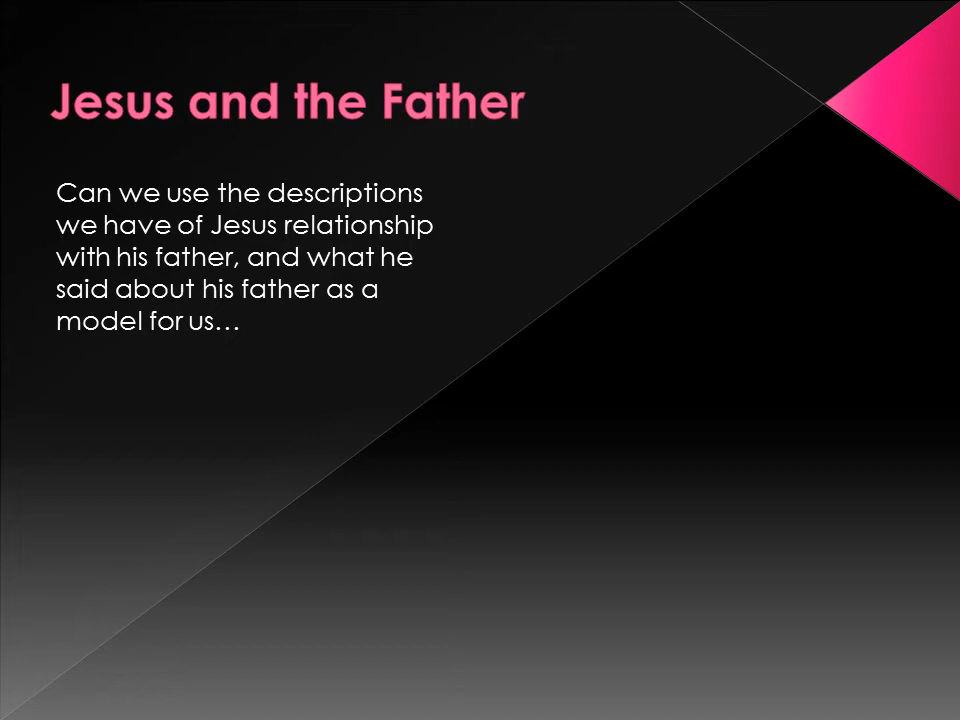 Jesus and the Father
Can we use the descriptions
we have of Jesus relationship
with his father, and what he
said about his father as a
model for us…